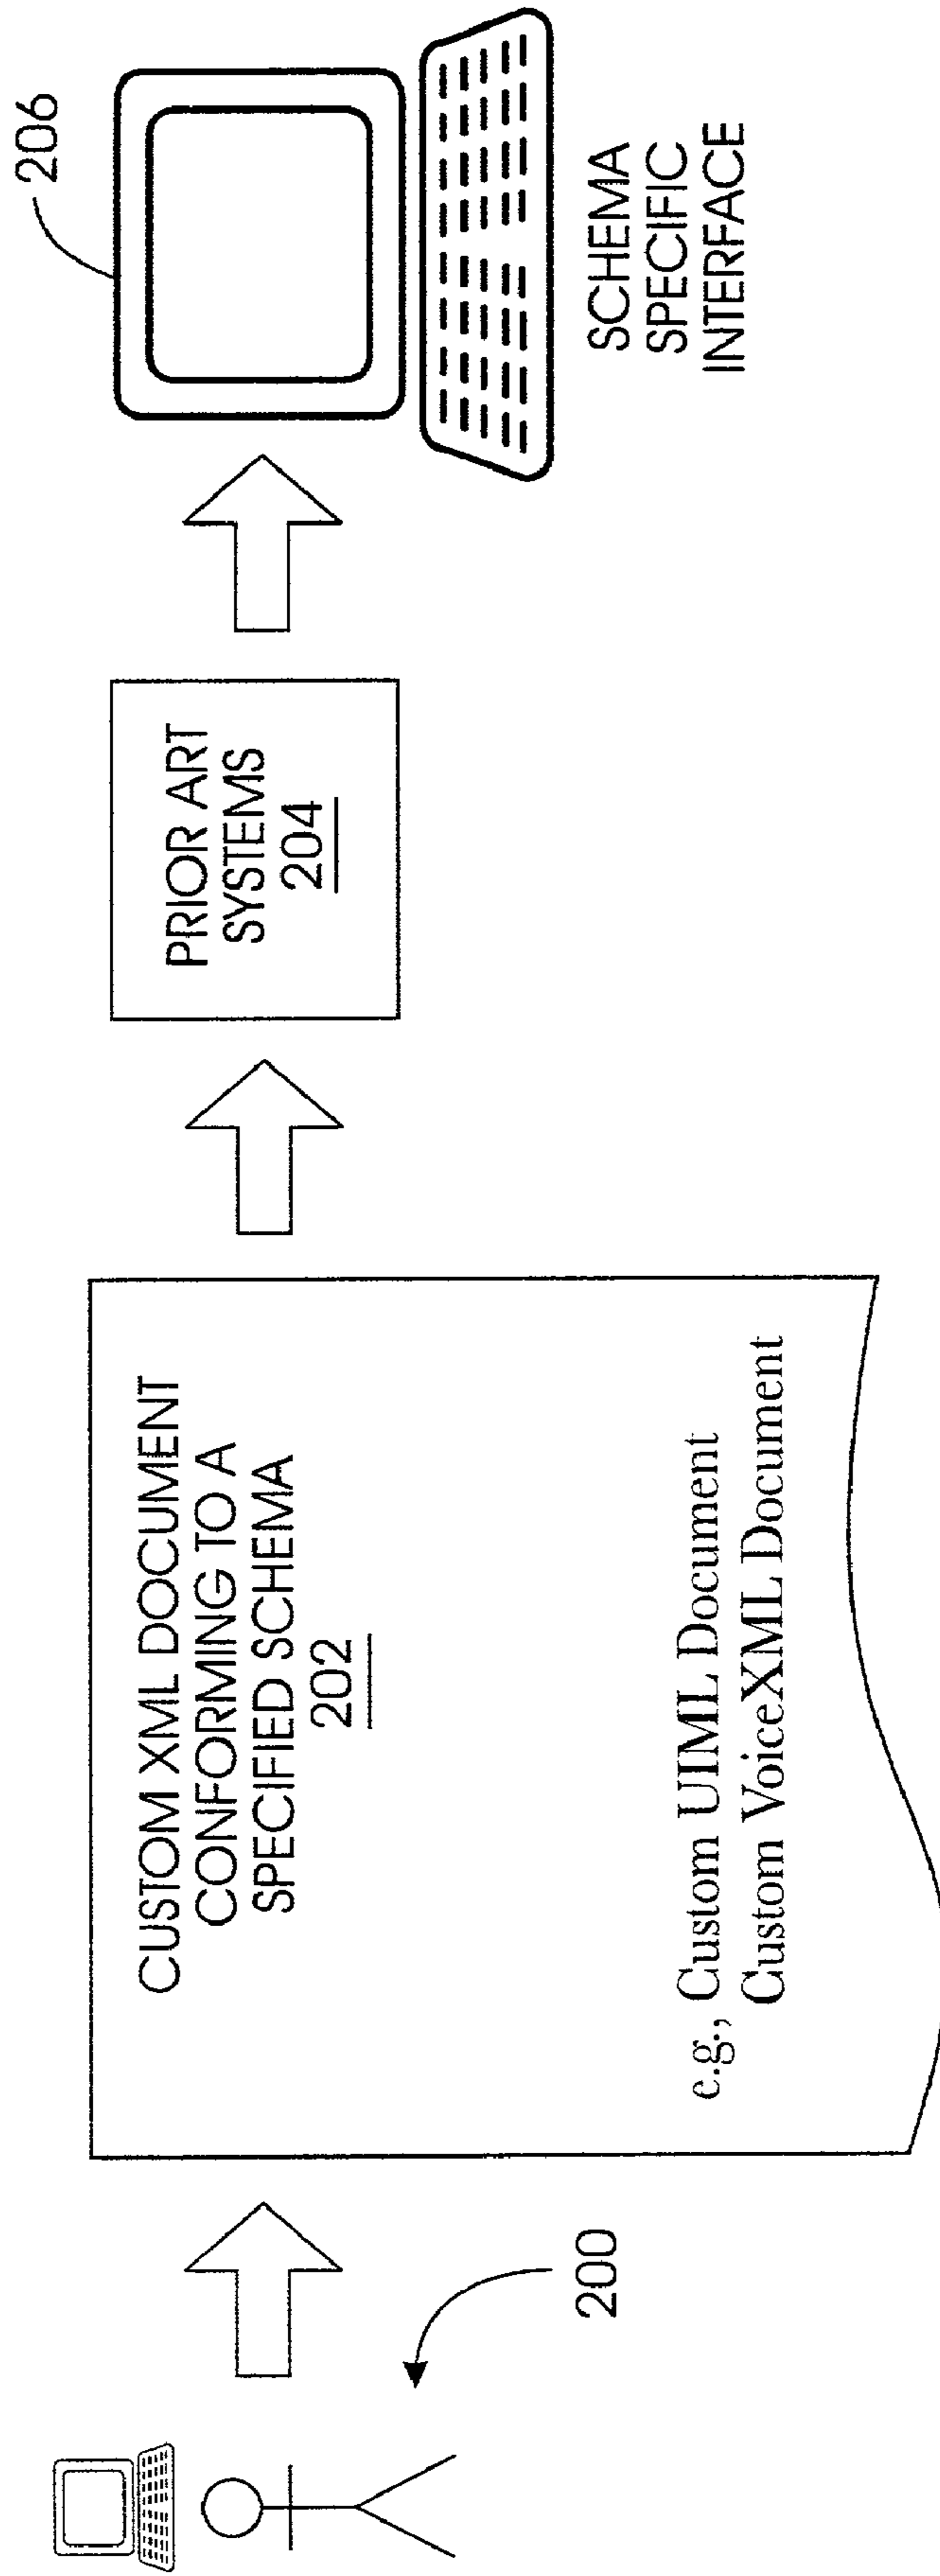 200
CUSTOM XML DOCUMENT
CONFORMING TO A
SPECIFIED SCHEMA
202
e.g., Custom UIML Document
Custom VoiceXML Document
PRIOR ART
SYSTEMS
204
206
SCHEMA
SPECIFIC
INTERFACE